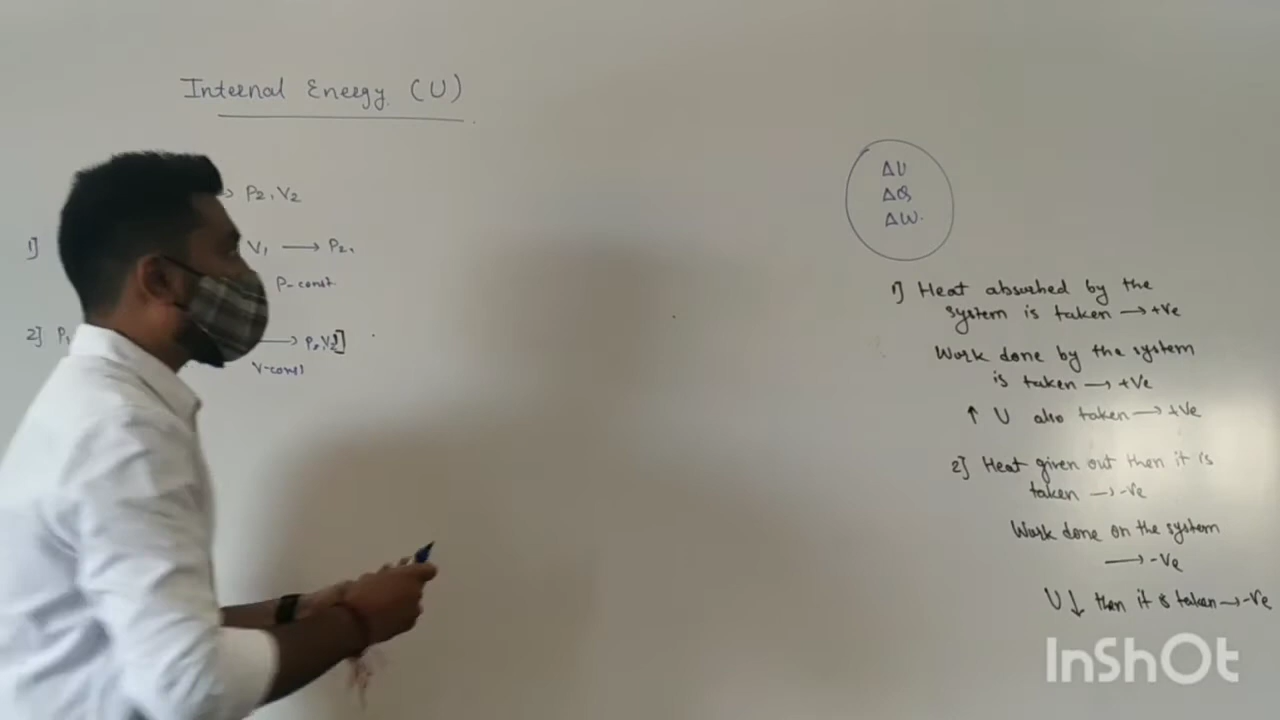 Internal Energy (U)
→ P2, V2
1] V1 → P2,
P-const
2] P1 → P2, V2]
V-const
ΔU
ΔQ
ΔW.
1] Heat absorbed by the
system is taken → +ve
Work done by the system
is taken → +ve
↑ U also taken → +ve
2] Heat given out then it is
taken → -ve
Work done on the system
→ -ve
U ↓ then it is taken → -ve
InShOt